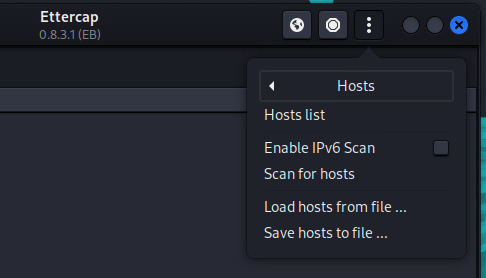 Ettercap
0.8.3.1 (EB)
Hosts
Hosts list
Enable IPv6 Scan
Scan for hosts
Load hosts from file ...
Save hosts to file ...